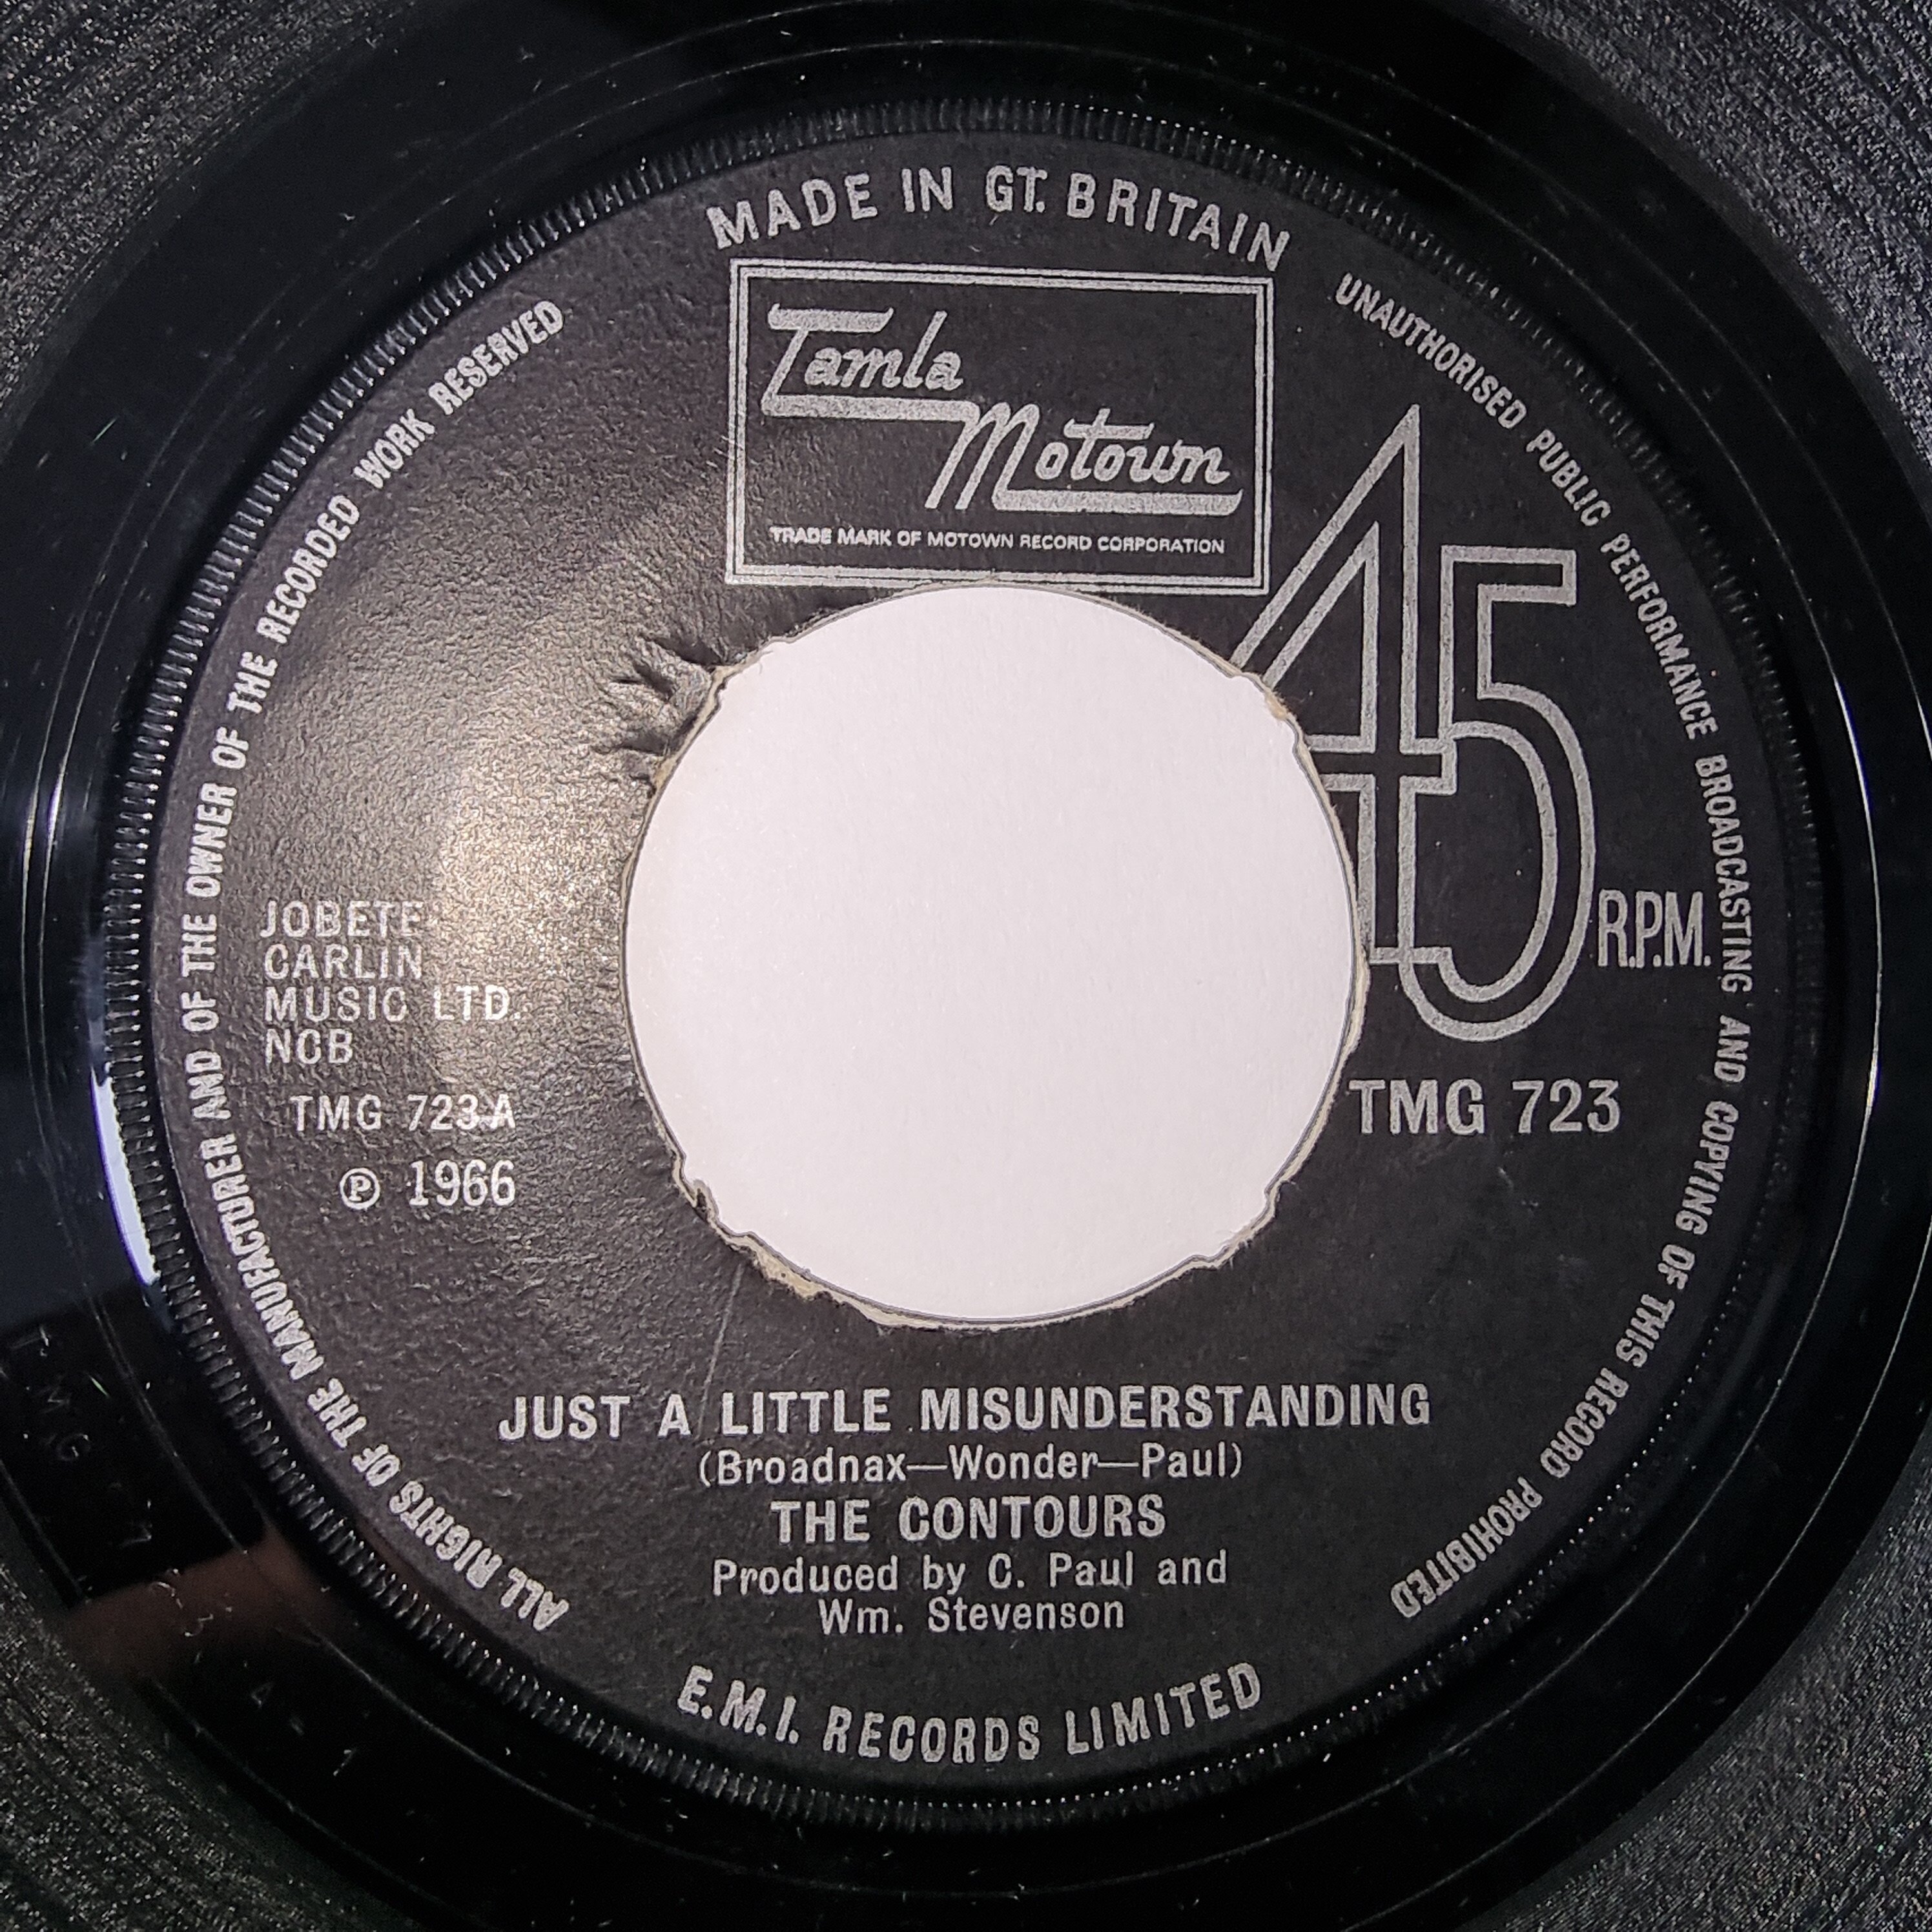 MADE IN GT. BRITAIN
Tamla
Motown
TRADE MARK OF MOTOWN RECORD CORPORATION
ALL RIGHTS OF THE MANUFACTURER AND OF THE OWNER OF THE RECORDED WORK RESERVED
UNAUTHORISED PUBLIC PERFORMANCE BROADCASTING AND COPYING OF THIS RECORD PROHIBITED
45 R.P.M.
JOBETE
CARLIN
MUSIC LTD.
NCB
TMG 723A
℗ 1966
TMG 723
JUST A LITTLE MISUNDERSTANDING
(Broadnax—Wonder—Paul)
THE CONTOURS
Produced by C. Paul and
Wm. Stevenson
E.M.I. RECORDS LIMITED